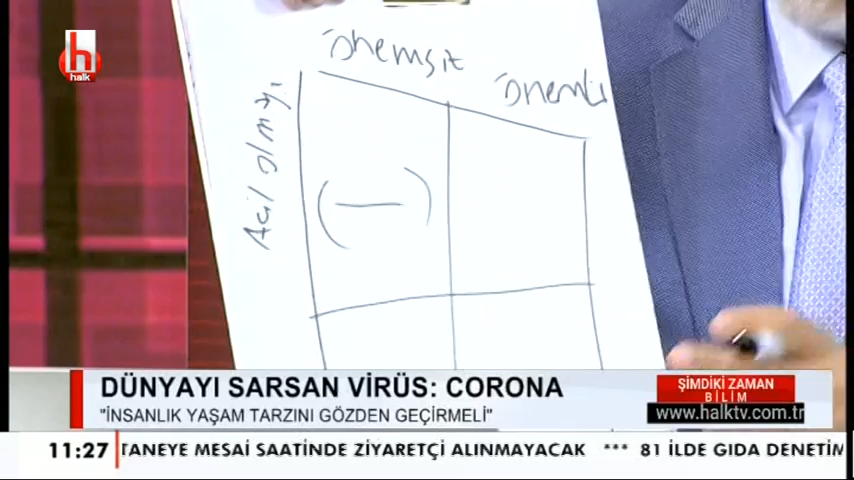 h
halk
önemsiz
önemli
Acil olmayı
DÜNYAYI SARSAN VİRÜS: CORONA
"İNSANLIK YAŞAM TARZINI GÖZDEN GEÇİRMELİ"
ŞİMDİKİ ZAMAN
BİLİM
www.halktv.com.tr
11:27 TANEYE MESAİ SAATİNDE ZİYARETÇİ ALINMAYACAK *** 81 İLDE GIDA DENETİM